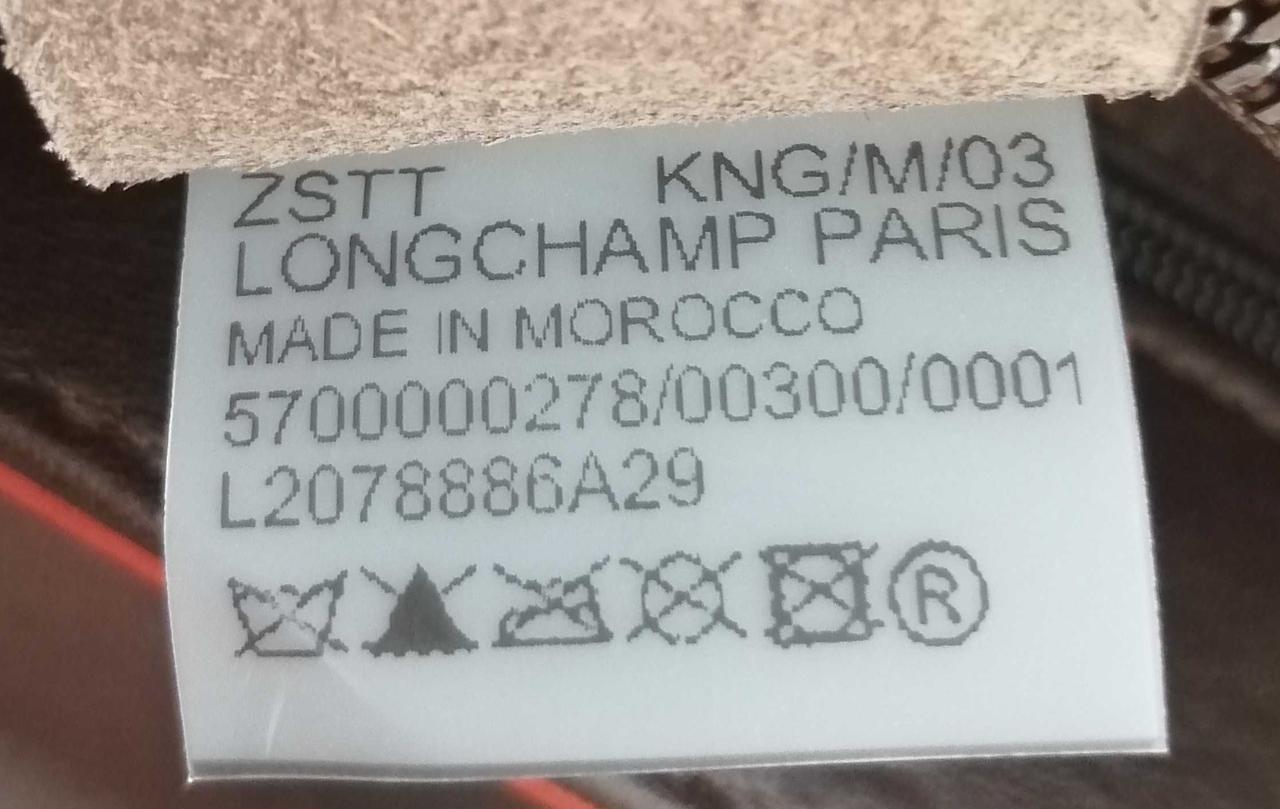 ZSTT KNG/M/03
LONGCHAMP PARIS
MADE IN MOROCCO
5700000278/00300/0001
L2078886A29
R